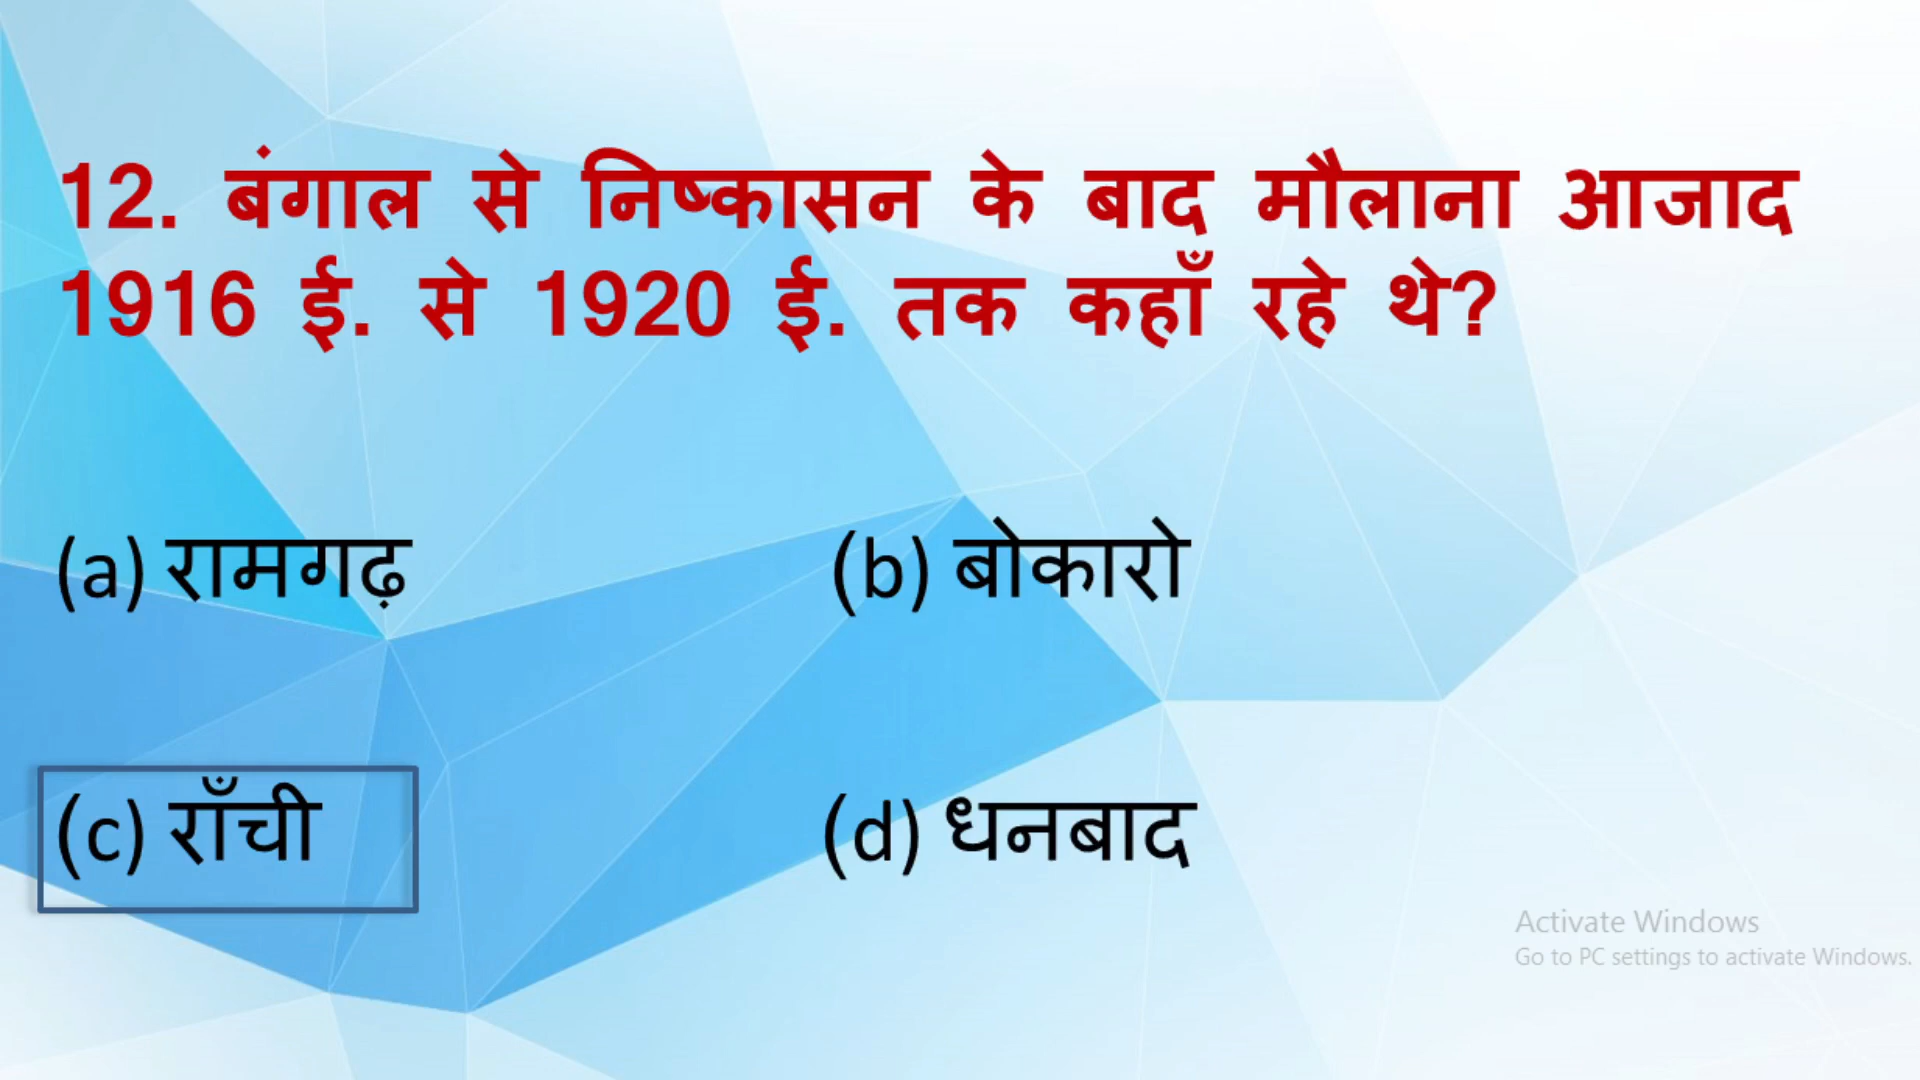 12. बंगाल से निष्कासन के बाद मौलाना आजाद
1916 ई. से 1920 ई. तक कहाँ रहे थे?
(a) रामगढ़ (b) बोकारो
(c) राँची (d) धनबाद
Activate Windows
Go to PC settings to activate Windows.